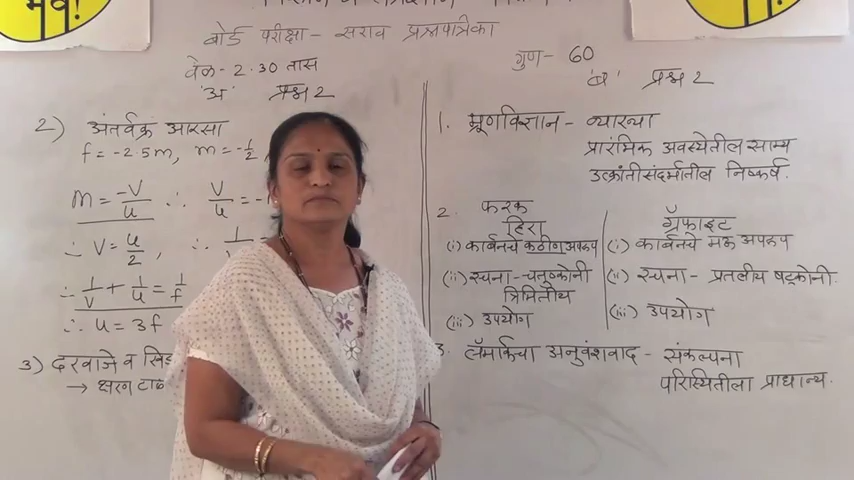 मव!
बोर्ड परीक्षा - सराव प्रश्नपत्रिका
वेळ - 2.30 तास
गुण - 60
'अ' प्रश्न 2
2) अंतर्वक्र आरसा
f = -2.5m, m = -1/2
m = -V/u ∴ V/u = -
∴ V = u/2, ∴ 1/
∴ 1/V + 1/u = 1/f
∴ u = 3f
3) दरवाजे व खिड
→ क्षरण टाळ
'ब' प्रश्न 2
1. भ्रूणविज्ञान - व्याख्या
प्रारंभिक अवस्थेतील साम्य
उत्क्रांतीसंदर्भातील निष्कर्ष.
2. फरक
हिरा
(i) कार्बनचे कठीण अपरूप
(ii) रचना - चतुष्कोनी
त्रिमितीय
(iii) उपयोग
ग्रॅफाइट
(i) कार्बनचे मऊ अपरूप
(ii) रचना - प्रतलीय षट्कोनी.
(iii) उपयोग
3. लॅमार्कचा अनुवंशवाद - संकल्पना
परिस्थितीला प्राधान्य.